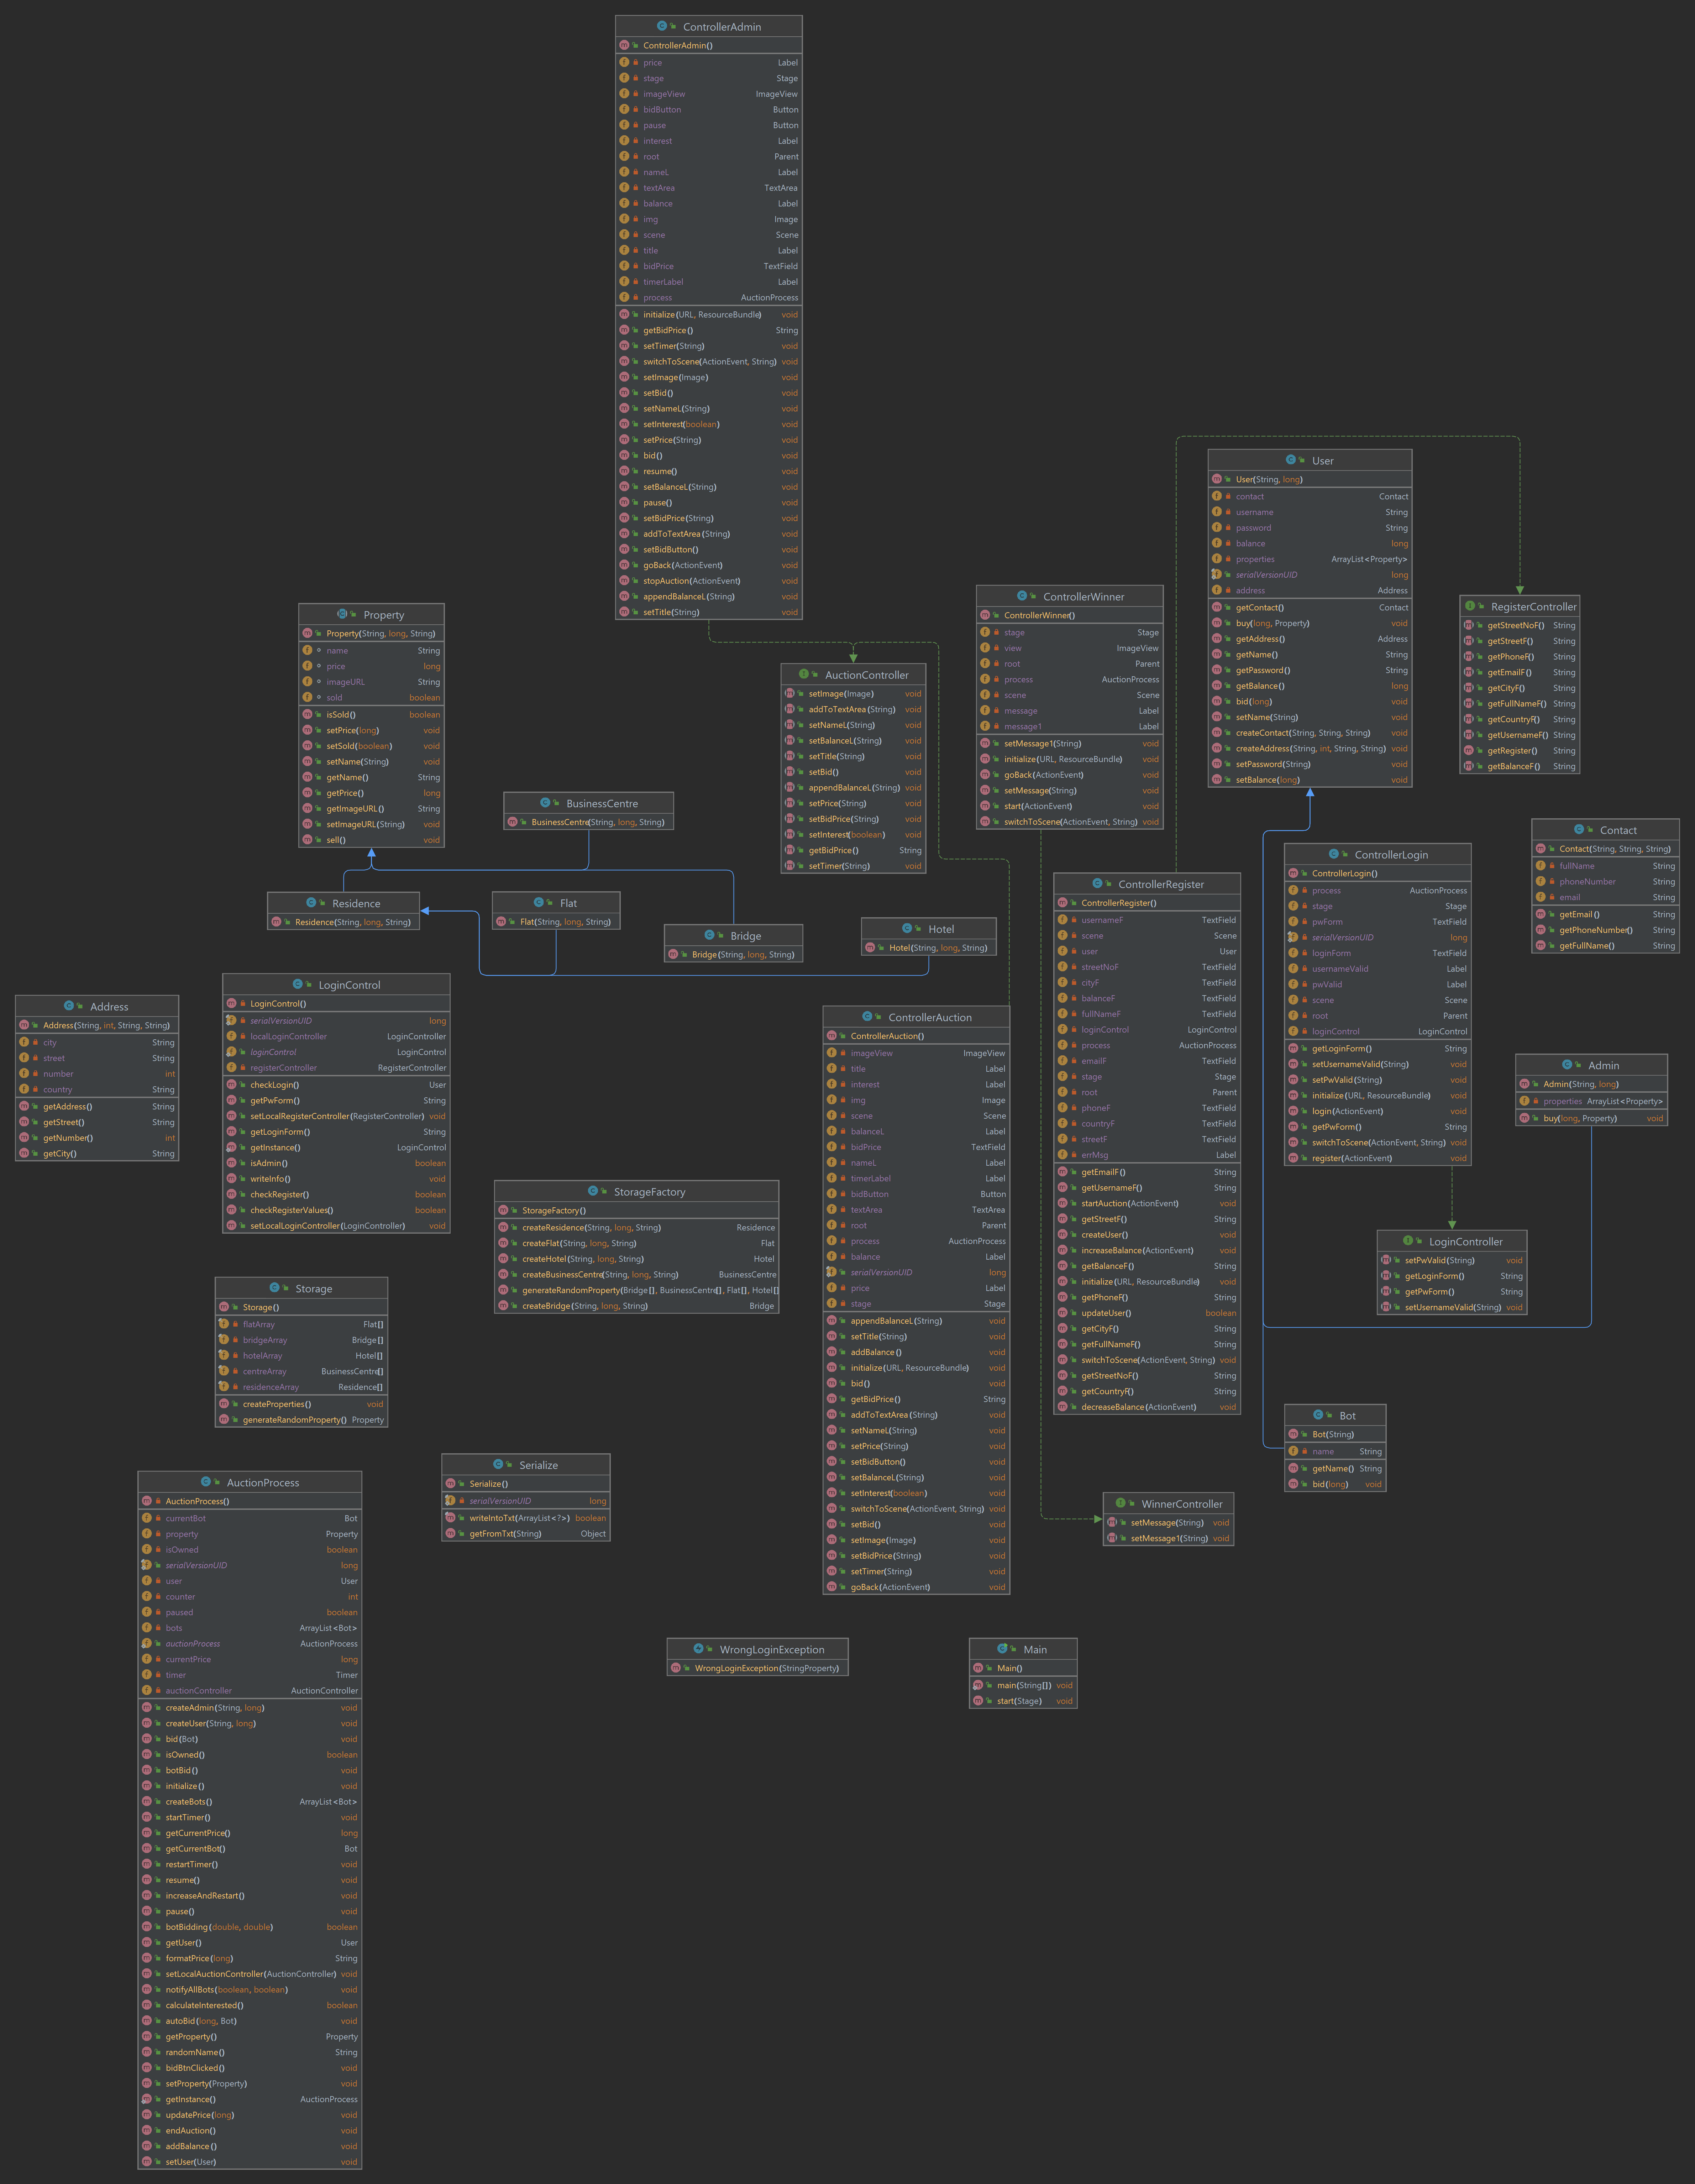 ControllerAdmin
ControllerAdmin()
price Label
stage Stage
imageView ImageView
bidButton Button
pause Button
interest Label
root Parent
nameL Label
textArea TextArea
balance Label
img Image
scene Scene
title Label
bidPrice TextField
timerLabel Label
process AuctionProcess
initialize(URL, ResourceBundle) void
getBidPrice() String
setTimer(String) void
switchToScene(ActionEvent, String) void
setImage(Image) void
setBid() void
setNameL(String) void
setInterest(boolean) void
setPrice(String) void
bid() void
resume() void
setBalanceL(String) void
pause() void
setBidPrice(String) void
addToTextArea(String) void
setBidButton() void
goBack(ActionEvent) void
stopAuction(ActionEvent) void
appendBalanceL(String) void
setTitle(String) void
User
User(String, long)
contact Contact
username String
password String
balance long
properties ArrayList<Property>
serialVersionUID long
address Address
getContact() Contact
buy(long, Property) void
getAddress() Address
getName() String
getPassword() String
getBalance() long
bid(long) void
setName(String) void
createContact(String, String, String) void
createAddress(String, int, String, String) void
setPassword(String) void
setBalance(long) void
RegisterController
getStreetNoF() String
getStreetF() String
getPhoneF() String
getEmailF() String
getCityF() String
getFullNameF() String
getCountryF() String
getUsernameF() String
getRegister() String
getBalanceF() String
Property
Property(String, long, String)
name String
price long
imageURL String
sold boolean
isSold() boolean
setPrice(long) void
setSold(boolean) void
setName(String) void
getName() String
getPrice() long
getImageURL() String
setImageURL(String) void
sell() void
ControllerWinner
ControllerWinner()
stage Stage
view ImageView
root Parent
process AuctionProcess
scene Scene
message Label
message1 Label
setMessage1(String) void
initialize(URL, ResourceBundle) void
goBack(ActionEvent) void
setMessage(String) void
start(ActionEvent) void
switchToScene(ActionEvent, String) void
AuctionController
setImage(Image) void
addToTextArea(String) void
setNameL(String) void
setBalanceL(String) void
setTitle(String) void
setBid() void
appendBalanceL(String) void
setPrice(String) void
setBidPrice(String) void
setInterest(boolean) void
getBidPrice() String
setTimer(String) void
BusinessCentre
BusinessCentre(String, long, String)
Contact
Contact(String, String, String)
fullName String
phoneNumber String
email String
getEmail() String
getPhoneNumber() String
getFullName() String
ControllerLogin
ControllerLogin()
process AuctionProcess
stage Stage
pwForm TextField
serialVersionUID long
loginForm TextField
usernameValid Label
pwValid Label
scene Scene
root Parent
loginControl LoginControl
getLoginForm() String
setUsernameValid(String) void
setPwValid(String) void
initialize(URL, ResourceBundle) void
login(ActionEvent) void
getPwForm() String
switchToScene(ActionEvent, String) void
register(ActionEvent) void
ControllerRegister
ControllerRegister()
usernameF TextField
scene Scene
user User
streetNoF TextField
cityF TextField
balanceF TextField
fullNameF TextField
loginControl LoginControl
process AuctionProcess
emailF TextField
stage Stage
root Parent
phoneF TextField
countryF TextField
streetF TextField
errMsg Label
getEmailF() String
getUsernameF() String
startAuction(ActionEvent) void
getStreetF() String
createUser() void
increaseBalance(ActionEvent) void
getBalanceF() String
initialize(URL, ResourceBundle) void
getPhoneF() String
updateUser() boolean
getCityF() String
getFullNameF() String
switchToScene(ActionEvent, String) void
getStreetNoF() String
getCountryF() String
decreaseBalance(ActionEvent) void
Residence
Residence(String, long, String)
Flat
Flat(String, long, String)
Bridge
Bridge(String, long, String)
Hotel
Hotel(String, long, String)
LoginControl
LoginControl()
serialVersionUID long
localLoginController LoginController
loginControl LoginControl
registerController RegisterController
checkLogin() User
getPwForm() String
setLocalRegisterController(RegisterController) void
getLoginForm() String
getInstance() LoginControl
isAdmin() boolean
writeInfo() void
checkRegister() boolean
checkRegisterValues() boolean
setLocalLoginController(LoginController) void
Address
Address(String, int, String, String)
city String
street String
number int
country String
getAddress() String
getStreet() String
getNumber() int
getCity() String
ControllerAuction
ControllerAuction()
imageView ImageView
title Label
interest Label
img Image
scene Scene
balanceL Label
bidPrice TextField
nameL Label
timerLabel Label
bidButton Button
textArea TextArea
root Parent
process AuctionProcess
balance Label
serialVersionUID long
price Label
stage Stage
appendBalanceL(String) void
setTitle(String) void
addBalance() void
initialize(URL, ResourceBundle) void
bid() void
getBidPrice() String
addToTextArea(String) void
setNameL(String) void
setPrice(String) void
setBidButton() void
setBalanceL(String) void
setInterest(boolean) void
switchToScene(ActionEvent, String) void
setBid() void
setImage(Image) void
setBidPrice(String) void
setTimer(String) void
goBack(ActionEvent) void
Admin
Admin(String, long)
properties ArrayList<Property>
buy(long, Property) void
StorageFactory
StorageFactory()
createResidence(String, long, String) Residence
createFlat(String, long, String) Flat
createHotel(String, long, String) Hotel
createBusinessCentre(String, long, String) BusinessCentre
generateRandomProperty(Bridge[], BusinessCentre[], Flat[], Hotel[]
createBridge(String, long, String) Bridge
LoginController
setPwValid(String) void
getLoginForm() String
getPwForm() String
setUsernameValid(String) void
Storage
Storage()
flatArray Flat[]
bridgeArray Bridge[]
hotelArray Hotel[]
centreArray BusinessCentre[]
residenceArray Residence[]
createProperties() void
generateRandomProperty() Property
Bot
Bot(String)
name String
getName() String
bid(long) void
Serialize
Serialize()
serialVersionUID long
writeIntoTxt(ArrayList<?>) boolean
getFromTxt(String) Object
AuctionProcess
AuctionProcess()
currentBot Bot
property Property
isOwned boolean
serialVersionUID long
user User
counter int
paused boolean
bots ArrayList<Bot>
auctionProcess AuctionProcess
currentPrice long
timer Timer
auctionController AuctionController
createAdmin(String, long) void
createUser(String, long) void
bid(Bot) void
isOwned() boolean
botBid() void
initialize() void
createBots() ArrayList<Bot>
startTimer() void
getCurrentPrice() long
getCurrentBot() Bot
restartTimer() void
resume() void
increaseAndRestart() void
pause() void
botBidding(double, double) boolean
getUser() User
formatPrice(long) String
setLocalAuctionController(AuctionController) void
notifyAllBots(boolean, boolean) void
calculateInterested() boolean
autoBid(long, Bot) void
getProperty() Property
randomName() String
bidBtnClicked() void
setProperty(Property) void
getInstance() AuctionProcess
updatePrice(long) void
endAuction() void
addBalance() void
setUser(User) void
WinnerController
setMessage(String) void
setMessage1(String) void
WrongLoginException
WrongLoginException(StringProperty)
Main
Main()
main(String[]) void
start(Stage) void